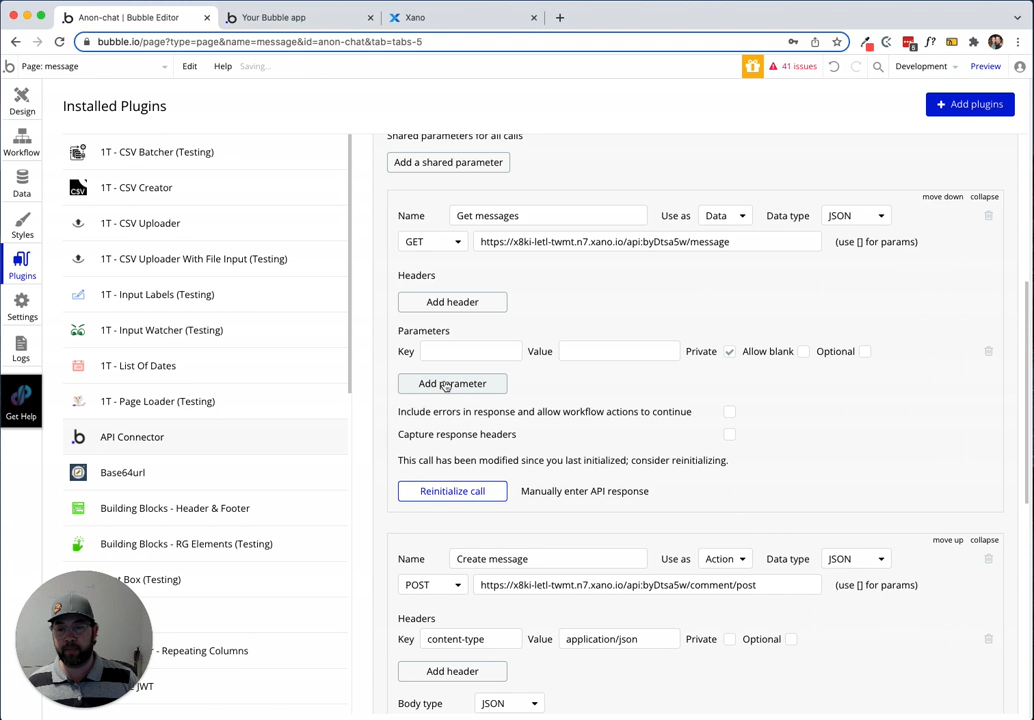 Anon-chat | Bubble Editor
Your Bubble app
Xano
bubble.io/page?type=page&name=message&id=anon-chat&tab=tabs-5
5
f?
Page: message
Edit
Help
Saving...
41 issues
Development
Preview
Design
Workflow
Data
Styles
Plugins
Settings
Logs
Get Help
Installed Plugins
+ Add plugins
1T - CSV Batcher (Testing)
CSV
1T - CSV Creator
1T - CSV Uploader
1T - CSV Uploader With File Input (Testing)
1T - Input Labels (Testing)
1T - Input Watcher (Testing)
1T - List Of Dates
1T - Page Loader (Testing)
API Connector
Base64url
Building Blocks - Header & Footer
Building Blocks - RG Elements (Testing)
Box (Testing)
- Repeating Columns
JWT
Shared parameters for all calls
Add a shared parameter
move down
collapse
Name
Get messages
Use as
Data
Data type
JSON
GET
https://x8ki-letl-twmt.n7.xano.io/api:byDtsa5w/message
(use [] for params)
Headers
Add header
Parameters
Key
Value
Private
Allow blank
Optional
Add parameter
Include errors in response and allow workflow actions to continue
Capture response headers
This call has been modified since you last initialized; consider reinitializing.
Reinitialize call
Manually enter API response
move up
collapse
Name
Create message
Use as
Action
Data type
JSON
POST
https://x8ki-letl-twmt.n7.xano.io/api:byDtsa5w/comment/post
(use [] for params)
Headers
Key
content-type
Value
application/json
Private
Optional
Add header
Body type
JSON